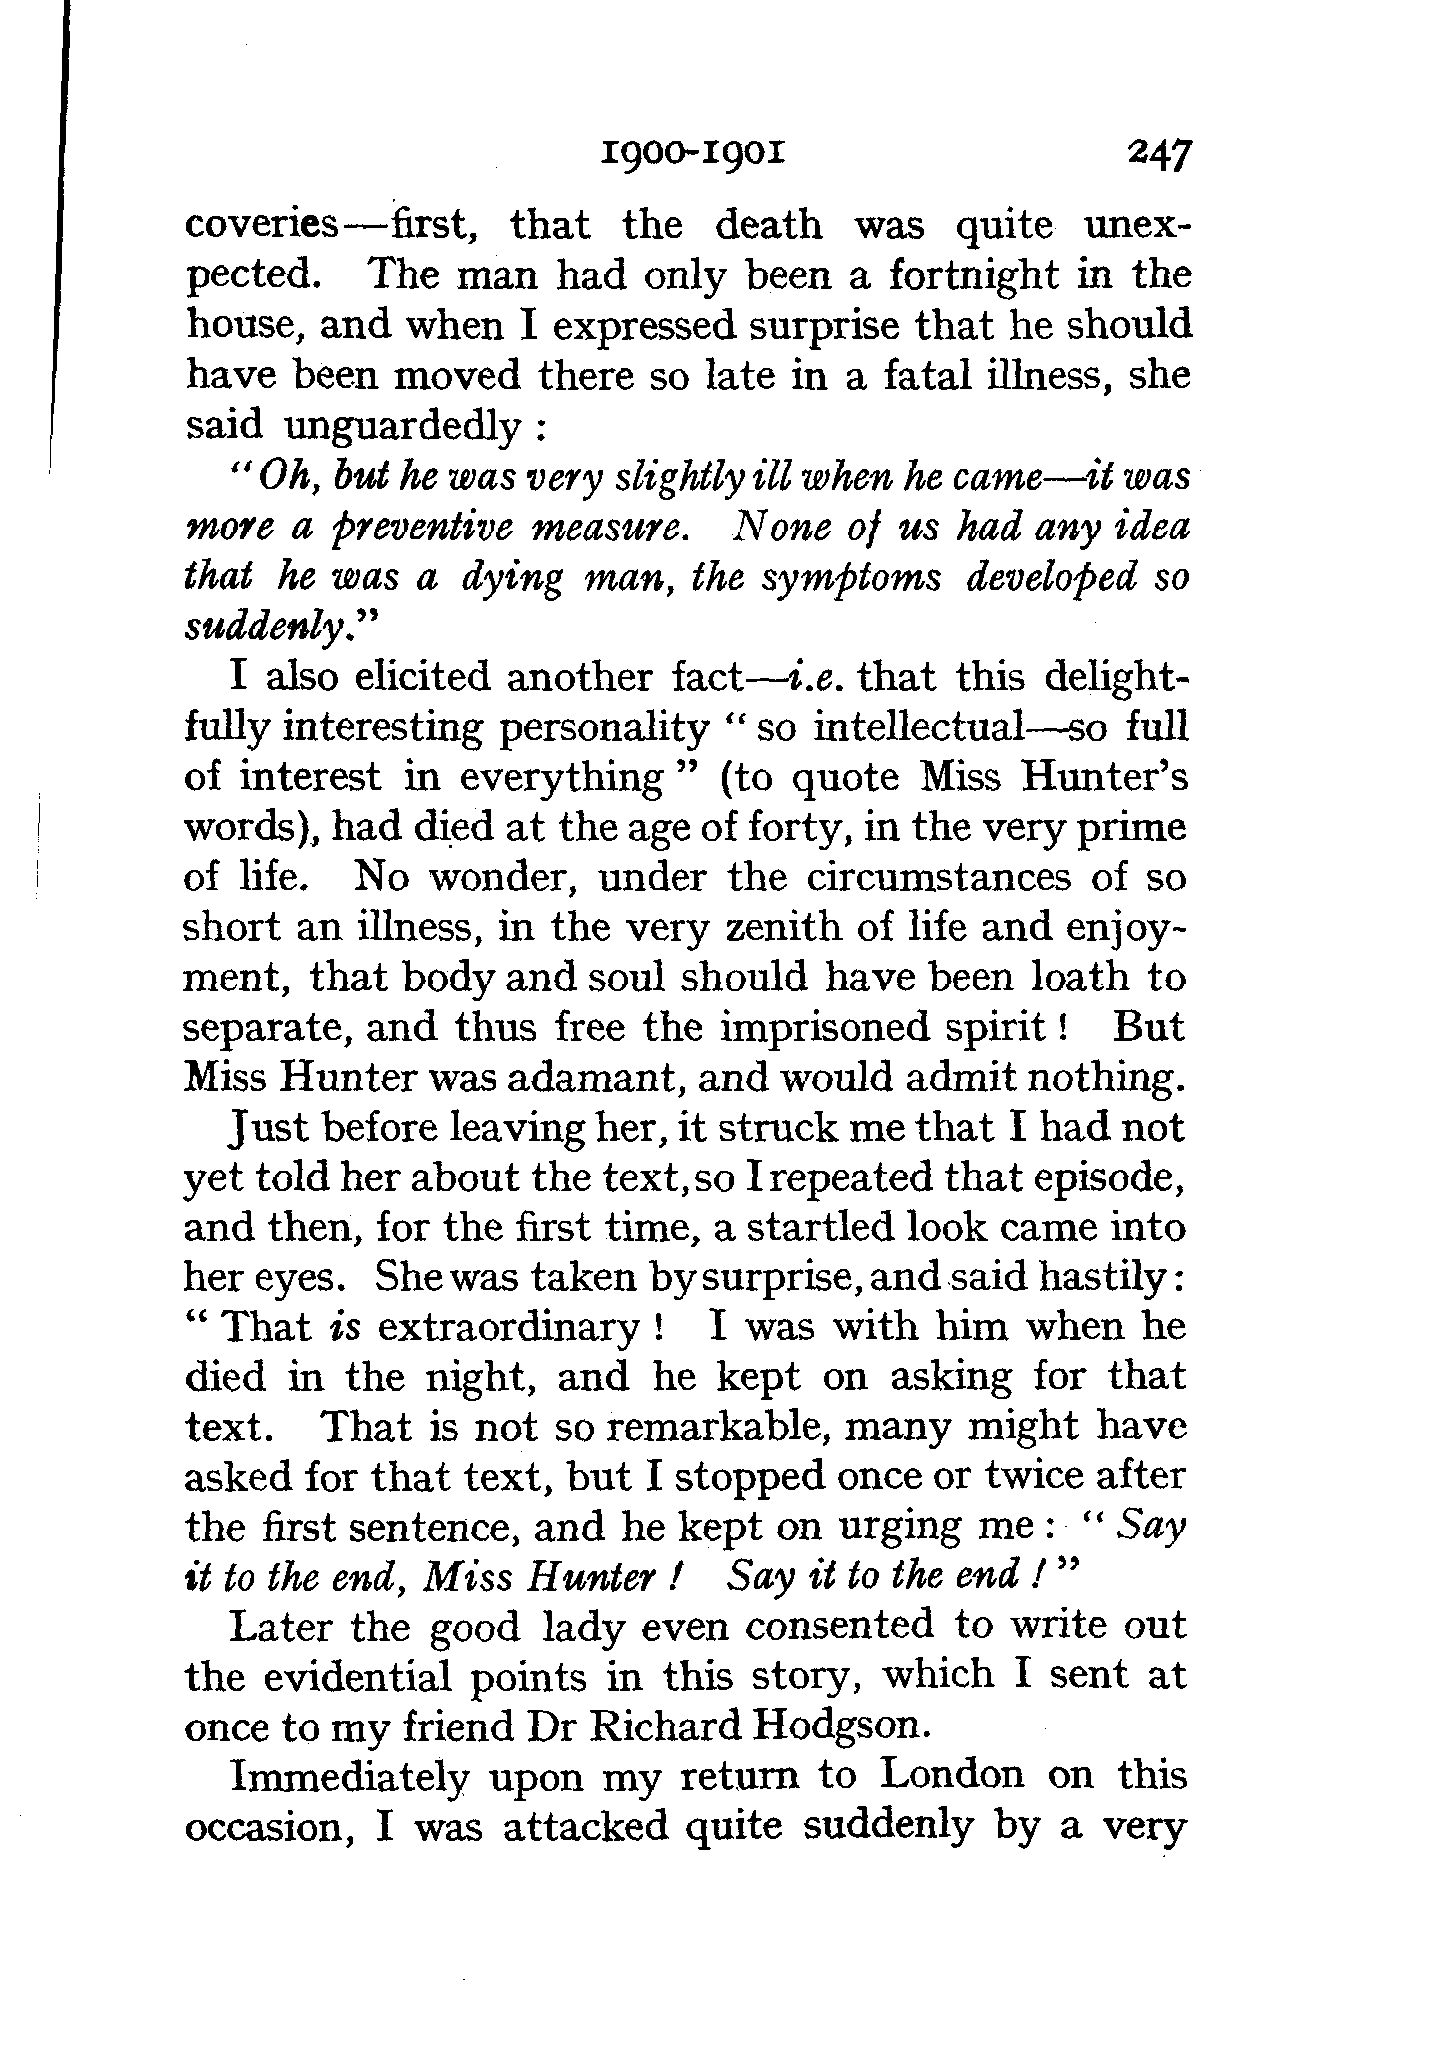 1900-1901 247
coveries—first, that the death was quite unex-
pected. The man had only been a fortnight in the
house, and when I expressed surprise that he should
have been moved there so late in a fatal illness, she
said unguardedly :
“ Oh, but he was very slightly ill when he came—it was
more a preventive measure. None of us had any idea
that he was a dying man, the symptoms developed so
suddenly.”
I also elicited another fact—i.e. that this delight-
fully interesting personality “ so intellectual—so full
of interest in everything ” (to quote Miss Hunter’s
words), had died at the age of forty, in the very prime
of life. No wonder, under the circumstances of so
short an illness, in the very zenith of life and enjoy-
ment, that body and soul should have been loath to
separate, and thus free the imprisoned spirit ! But
Miss Hunter was adamant, and would admit nothing.
Just before leaving her, it struck me that I had not
yet told her about the text, so I repeated that episode,
and then, for the first time, a startled look came into
her eyes. She was taken by surprise, and said hastily :
“ That is extraordinary ! I was with him when he
died in the night, and he kept on asking for that
text. That is not so remarkable, many might have
asked for that text, but I stopped once or twice after
the first sentence, and he kept on urging me : “ Say
it to the end, Miss Hunter ! Say it to the end ! ”
Later the good lady even consented to write out
the evidential points in this story, which I sent at
once to my friend Dr Richard Hodgson.
Immediately upon my return to London on this
occasion, I was attacked quite suddenly by a very